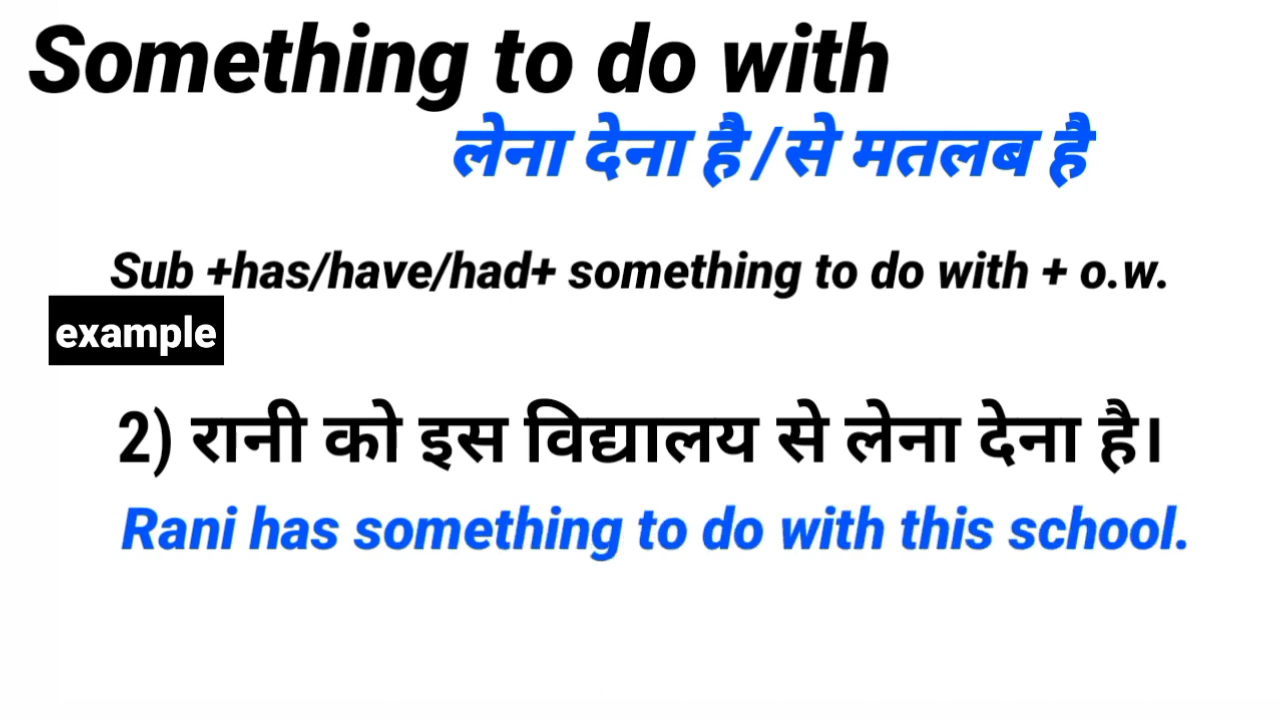 Something to do with
लेना देना है/से मतलब है
Sub +has/have/had+ something to do with + o.w.
example
2) रानी को इस विद्यालय से लेना देना है।
Rani has something to do with this school.